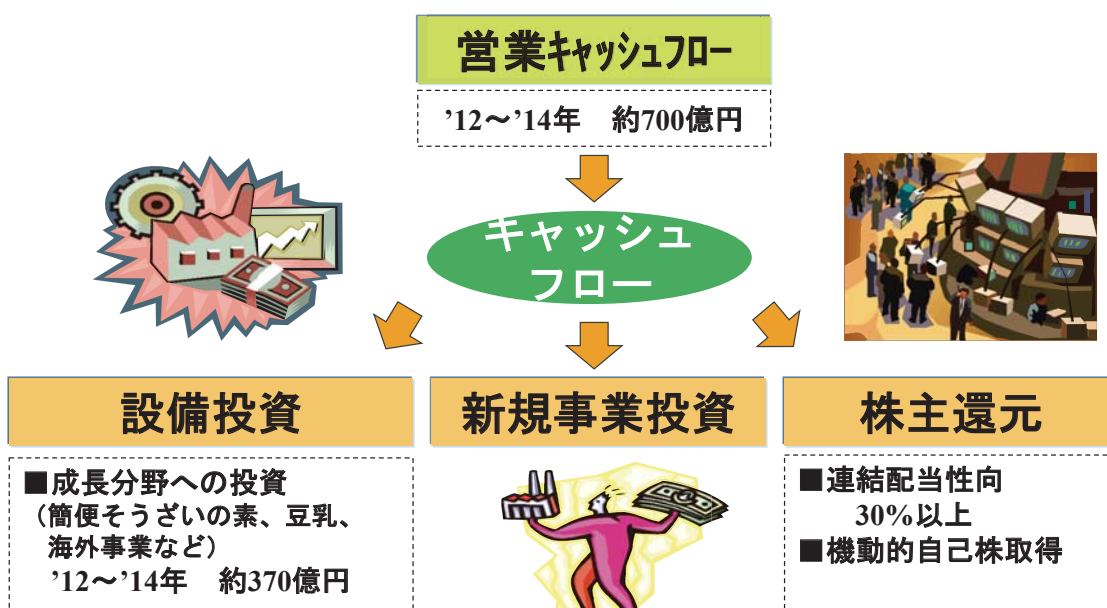 営業キャッシュフロー
’12～’14年　約700億円
キャッシュ
フロー
設備投資
新規事業投資
株主還元
■成長分野への投資
（簡便そうざいの素、豆乳、
海外事業など）
’12～’14年　約370億円
■連結配当性向
30%以上
■機動的自己株取得